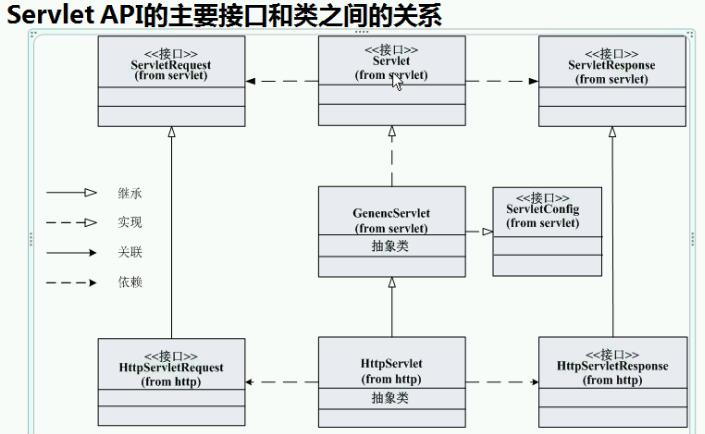 Servlet API的主要接口和类之间的关系
<<接口>>
ServletRequest
(from servlet)
<<接口>>
Servlet
(from servlet)
<<接口>>
ServletResponse
(from servlet)
继承
实现
关联
依赖
GenencServlet
(from servlet)
抽象类
<<接口>>
ServletConfig
(from servlet)
<<接口>>
HttpServletRequest
(from http)
HttpServlet
(from http)
抽象类
<<接口>>
HttpServletResponse
(from http)